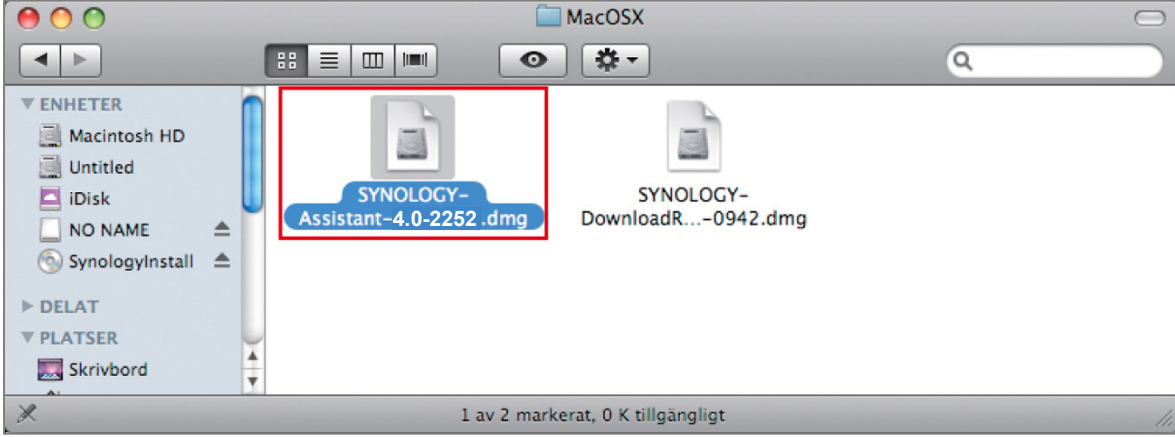 MacOSX
ENHETER
Macintosh HD
Untitled
iDisk
NO NAME
SynologyInstall
DELAT
PLATSER
Skrivbord
SYNOLOGY-
Assistant-4.0-2252.dmg
SYNOLOGY-
DownloadR...-0942.dmg
1 av 2 markerat, 0 K tillgängligt